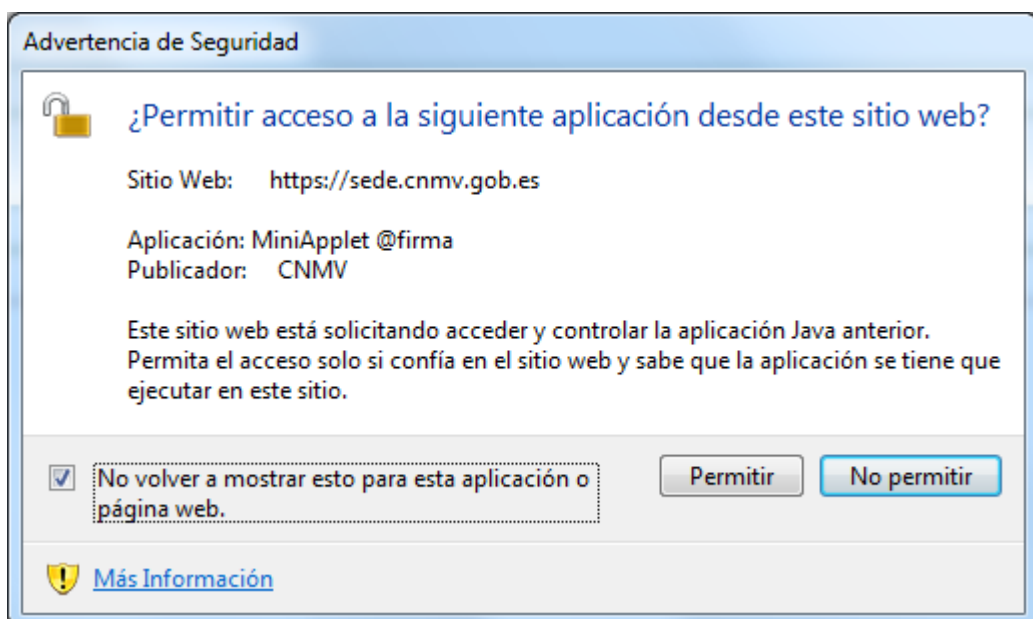 Advertencia de Seguridad
¿Permitir acceso a la siguiente aplicación desde este sitio web?
Sitio Web: https://sede.cnmv.gob.es
Aplicación: MiniApplet @firma
Publicador: CNMV
Este sitio web está solicitando acceder y controlar la aplicación Java anterior.
Permita el acceso solo si confía en el sitio web y sabe que la aplicación se tiene que
ejecutar en este sitio.
No volver a mostrar esto para esta aplicación o
página web.
Permitir
No permitir
Más Información